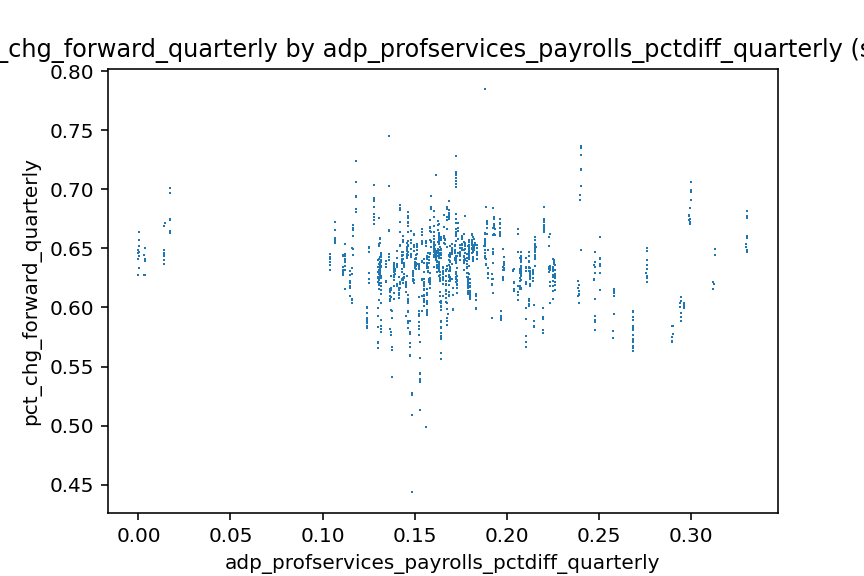 _chg_forward_quarterly by adp_profservices_payrolls_pctdiff_quarterly (s
0.80
0.75
0.70
0.65
0.60
0.55
0.50
0.45
pct_chg_forward_quarterly
0.00 0.05 0.10 0.15 0.20 0.25 0.30
adp_profservices_payrolls_pctdiff_quarterly